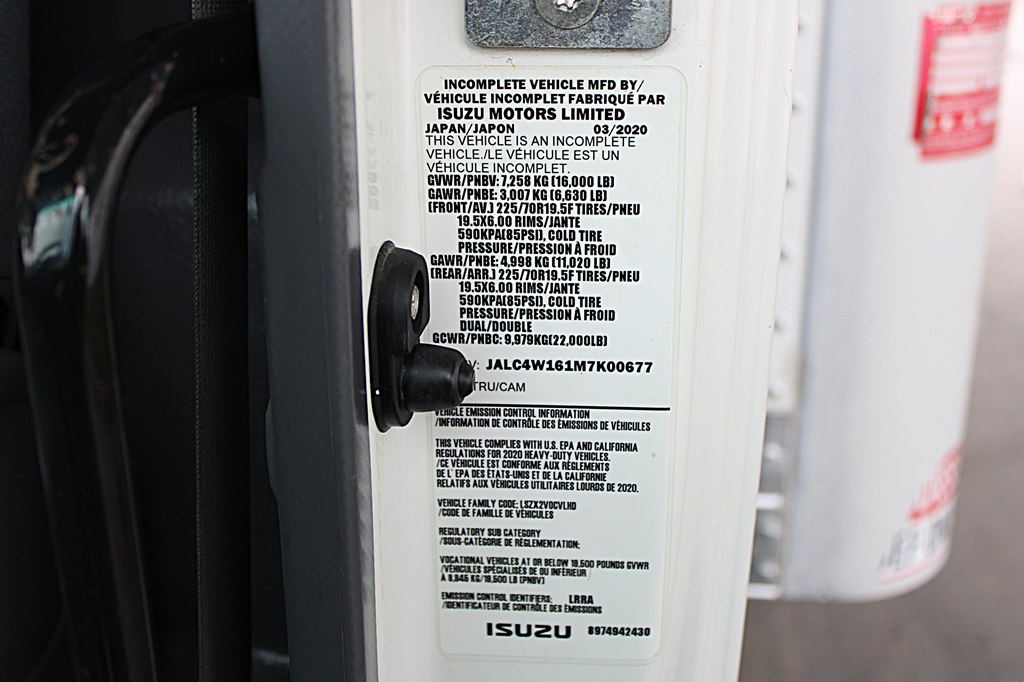 INCOMPLETE VEHICLE MFD BY/
VÉHICULE INCOMPLET FABRIQUÉ PAR
ISUZU MOTORS LIMITED
JAPAN/JAPON 03/2020
THIS VEHICLE IS AN INCOMPLETE
VEHICLE./LE VÉHICULE EST UN
VÉHICULE INCOMPLET.
GVWR/PNBV: 7,258 KG (16,000 LB)
GAWR/PNBE: 3,007 KG (6,630 LB)
(FRONT/AV.) 225/70R19.5F TIRES/PNEU
19.5X6.00 RIMS/JANTE
590KPA(85PSI), COLD TIRE
PRESSURE/PRESSION À FROID
GAWR/PNBE: 4,998 KG (11,020 LB)
(REAR/ARR.) 225/70R19.5F TIRES/PNEU
19.5X6.00 RIMS/JANTE
590KPA(85PSI), COLD TIRE
PRESSURE/PRESSION À FROID
DUAL/DOUBLE
GCWR/PNBC: 9,979KG(22,000LB)
V: JALC4W161M7K00677
TRU/CAM
VEHICLE EMISSION CONTROL INFORMATION
/INFORMATION DE CONTRÔLE DES ÉMISSIONS DE VÉHICULES
THIS VEHICLE COMPLIES WITH U.S. EPA AND CALIFORNIA
REGULATIONS FOR 2020 HEAVY-DUTY VEHICLES.
/CE VÉHICULE EST CONFORME AUX RÈGLEMENTS
DE L' EPA DES ÉTATS-UNIS ET DE LA CALIFORNIE
RELATIFS AUX VÉHICULES UTILITAIRES LOURDS DE 2020.
VEHICLE FAMILY CODE: LSZX2VOCVLHD
/CODE DE FAMILLE DE VÉHICULES
REGULATORY SUB CATEGORY
/SOUS-CATÉGORIE DE RÉGLEMENTATION:
VOCATIONAL VEHICLES AT OR BELOW 19,500 POUNDS GVWR
/VÉHICULES SPÉCIALISÉS DE OU INFÉRIEUR
À 8,845 KG/19,500 LB (PNBV)
EMISSION CONTROL IDENTIFIERS: LRRA
/IDENTIFICATEUR DE CONTRÔLE DES ÉMISSIONS
ISUZU 8974942430